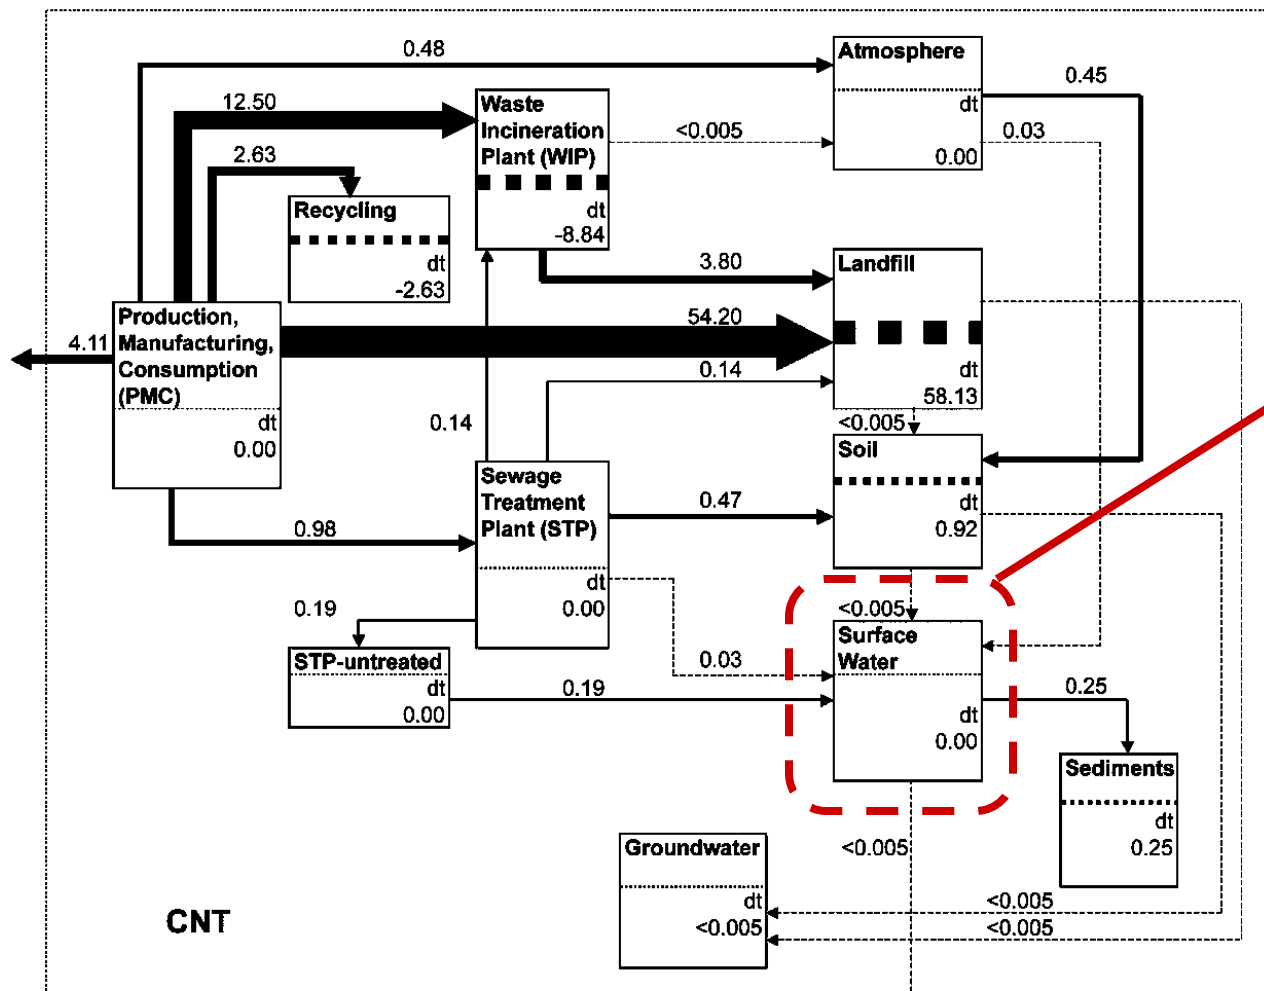 0.48
Atmosphere
dt
0.00
0.45
12.50
Waste
Incineration
Plant (WIP)
dt
-8.84
<0.005
0.03
2.63
Recycling
dt
-2.63
3.80
Landfill
dt
58.13
4.11
Production,
Manufacturing,
Consumption
(PMC)
dt
0.00
54.20
0.14
0.14
<0.005
Soil
dt
0.92
Sewage
Treatment
Plant (STP)
dt
0.00
0.47
0.98
0.19
<0.005
STP-untreated
dt
0.00
0.03
0.19
Surface
Water
dt
0.00
0.25
Sediments
dt
0.25
<0.005
Groundwater
dt
<0.005
<0.005
<0.005
CNT